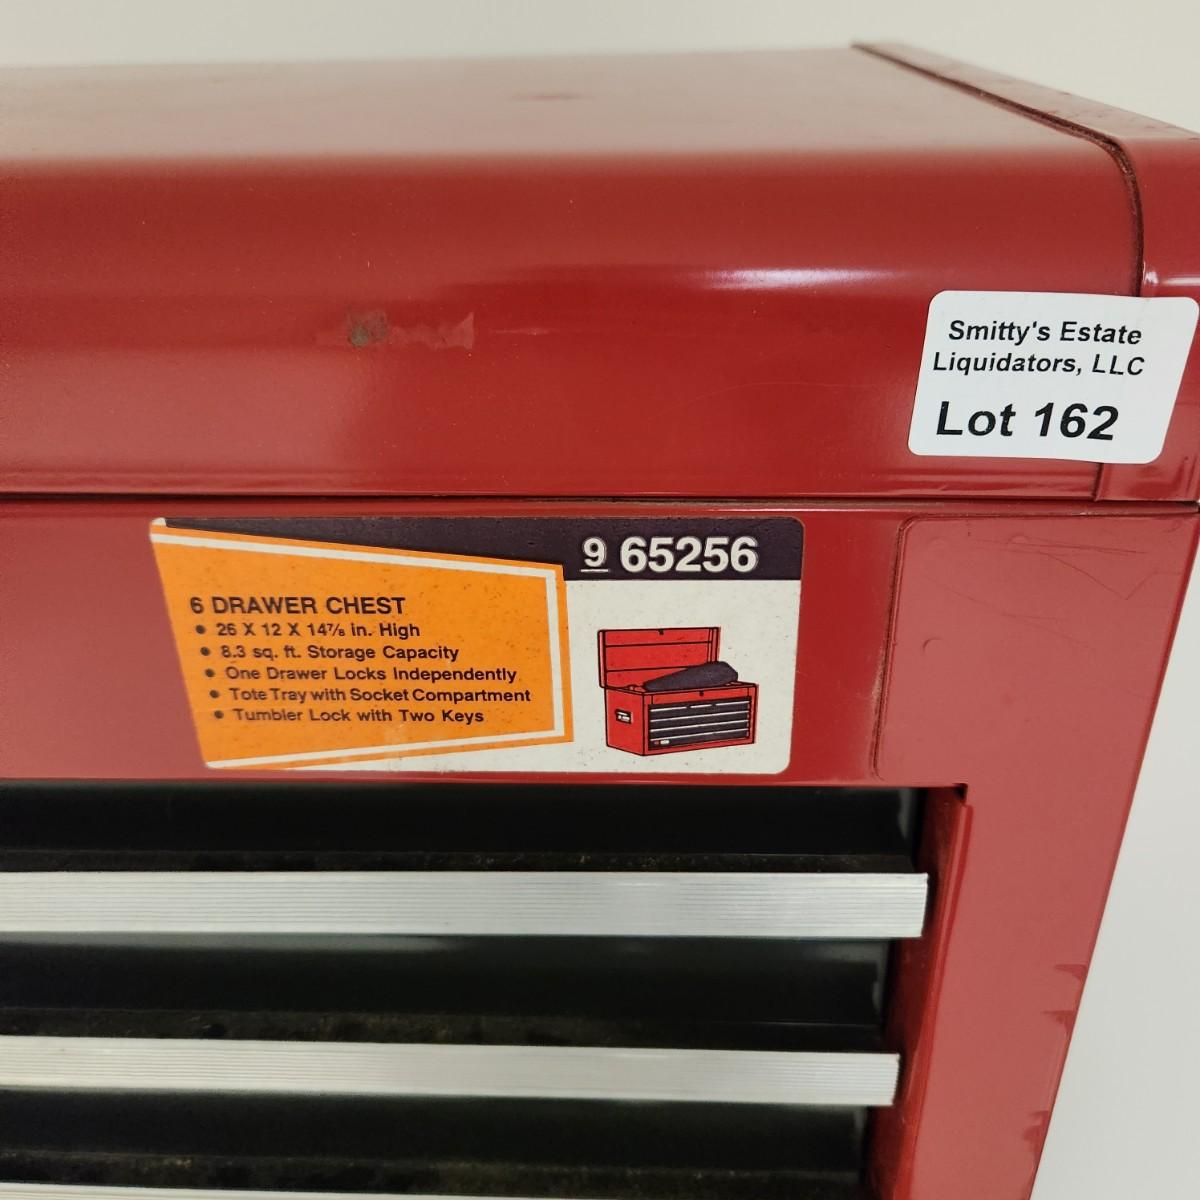 Smitty's Estate
Liquidators, LLC
Lot 162
9 65256
6 DRAWER CHEST
• 26 X 12 X 14⅞ in. High
• 8.3 sq. ft. Storage Capacity
• One Drawer Locks Independently
• Tote Tray with Socket Compartment
• Tumbler Lock with Two Keys